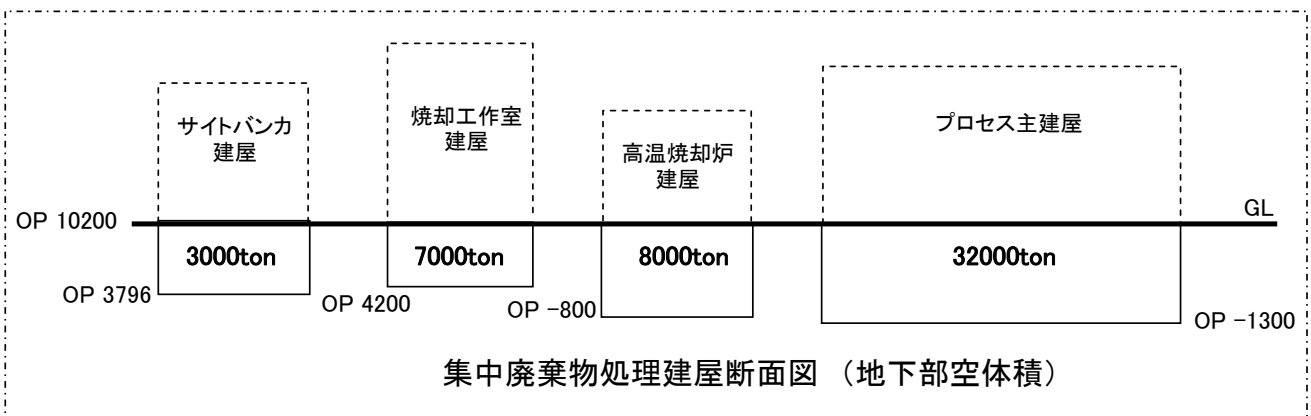 サイトバンカ
建屋
焼却工作室
建屋
高温焼却炉
建屋
プロセス主建屋
OP 10200
GL
3000ton
7000ton
8000ton
32000ton
OP 3796
OP 4200
OP -800
OP -1300
集中廃棄物処理建屋断面図 （地下部空体積）